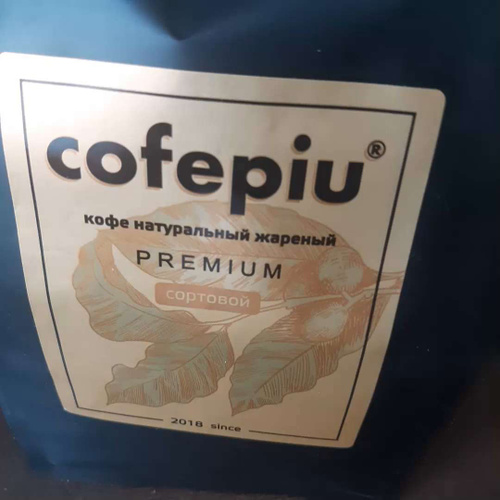 cofepiu®
кофе натуральный жареный
PREMIUM
сортовой
2018 since